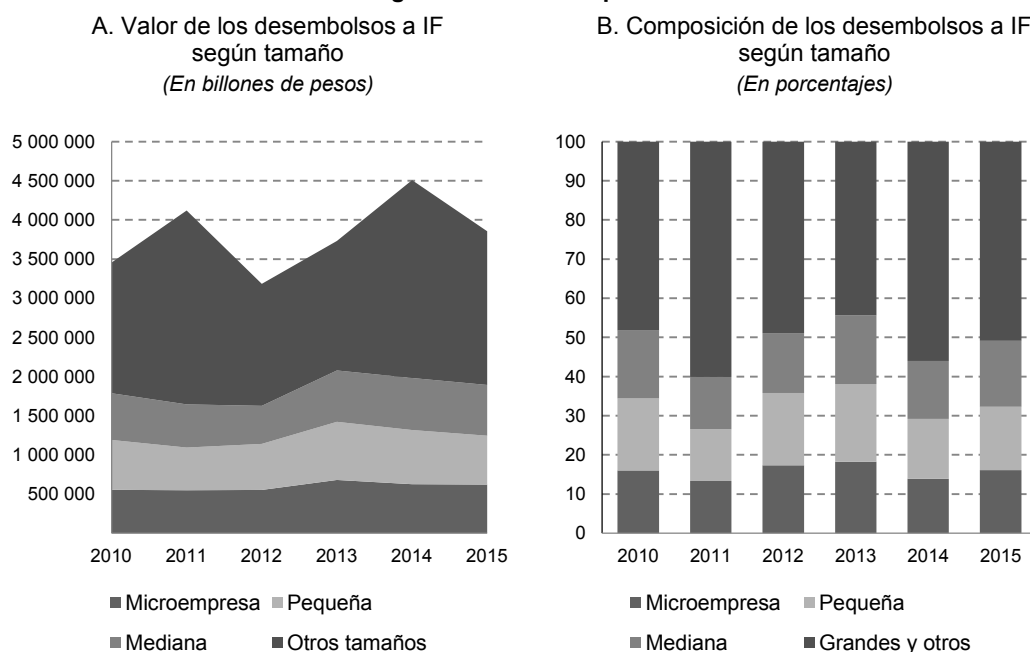 A. Valor de los desembolsos a IF
según tamaño
(En billones de pesos)
5 000 000
4 500 000
4 000 000
3 500 000
3 000 000
2 500 000
2 000 000
1 500 000
1 000 000
500 000
2010 2011 2012 2013 2014 2015
Microempresa Pequeña
Mediana Otros tamaños
B. Composición de los desembolsos a IF
según tamaño
(En porcentajes)
100
90
80
70
60
50
40
30
20
10
0
2010 2011 2012 2013 2014 2015
Microempresa Pequeña
Mediana Grandes y otros